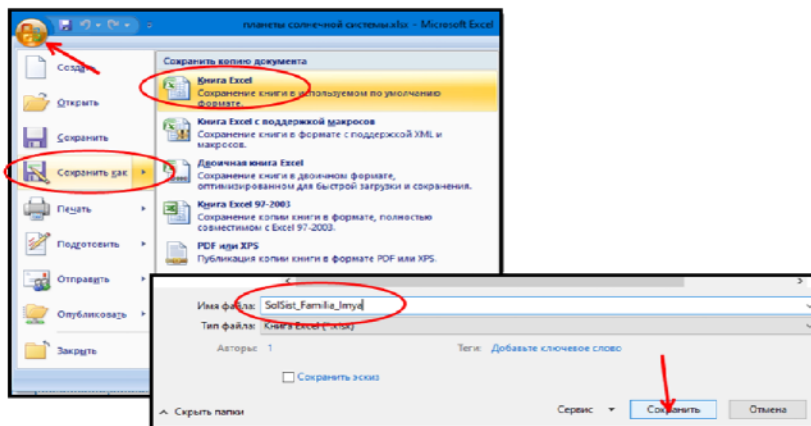 планеты солнечной системы.xlsx - Microsoft Excel
Создать
Открыть
Сохранить
Сохранить как
Печать
Подготовить
Отправить
Опубликовать
Закрыть
Сохранить копию документа
Книга Excel
Сохранение книги в используемом по умолчанию
формате.
Книга Excel с поддержкой макросов
Сохранение книги в формате с поддержкой XML и
макросов.
Двоичная книга Excel
Сохранение книги в двоичном формате,
оптимизированном для быстрой загрузки и сохранения.
Книга Excel 97-2003
Сохранение копии книги в формате, полностью
совместимом с Excel 97-2003.
PDF или XPS
Публикация копии книги в формате PDF или XPS.
Имя файла: SolSist_Familia_Imya
Тип файла: Книга Excel (*.xlsx)
Авторы: 1 Теги: Добавьте ключевое слово
Сохранить эскиз
Скрыть папки Сервис Сохранить Отмена